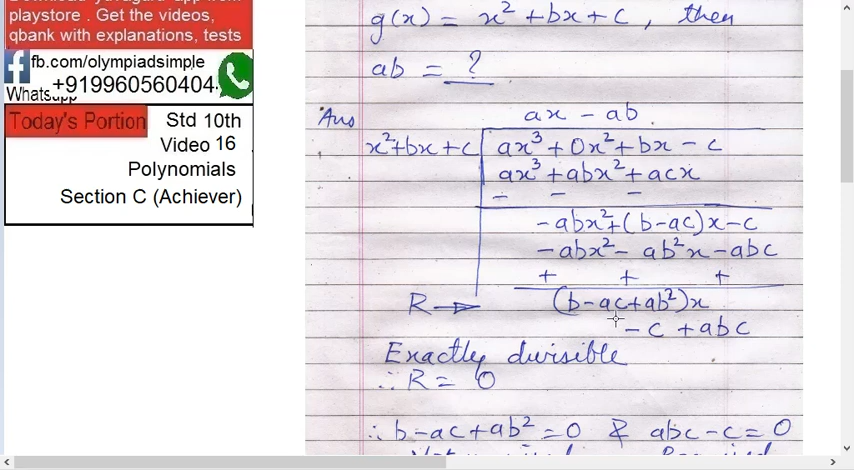 playstore . Get the videos,
qbank with explanations, tests
fb.com/olympiadsimple
+919960560404
Today's Portion
Std 10th
Video 16
Polynomials
Section C (Achiever)
g(x) = x² + bx + c , then
ab = ?
Ans
ax - ab
x²+bx+c ax³ + 0x² + bx - c
ax³ + abx² + acx
- - -
-abx²+(b-ac)x-c
-abx² - ab²x - abc
+ + +
R → (b-ac+ab²)x
- c + abc
Exactly divisible
∴ R = 0
∴ b-ac+ab²=0 & abc-c=0